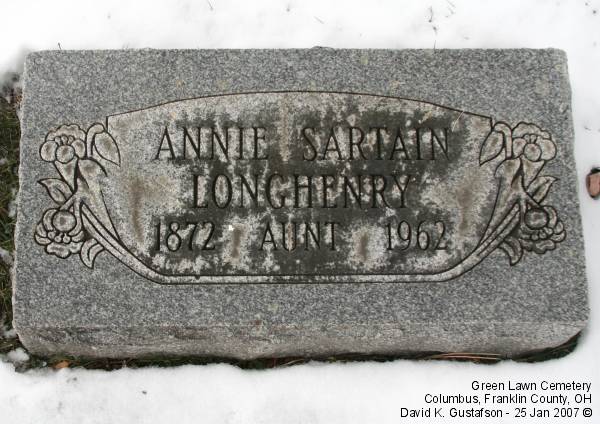 ANNIE SARTAIN
LONGHENRY
1872 AUNT 1962
Green Lawn Cemetery
Columbus, Franklin County, OH
David K. Gustafson - 25 Jan 2007 ©